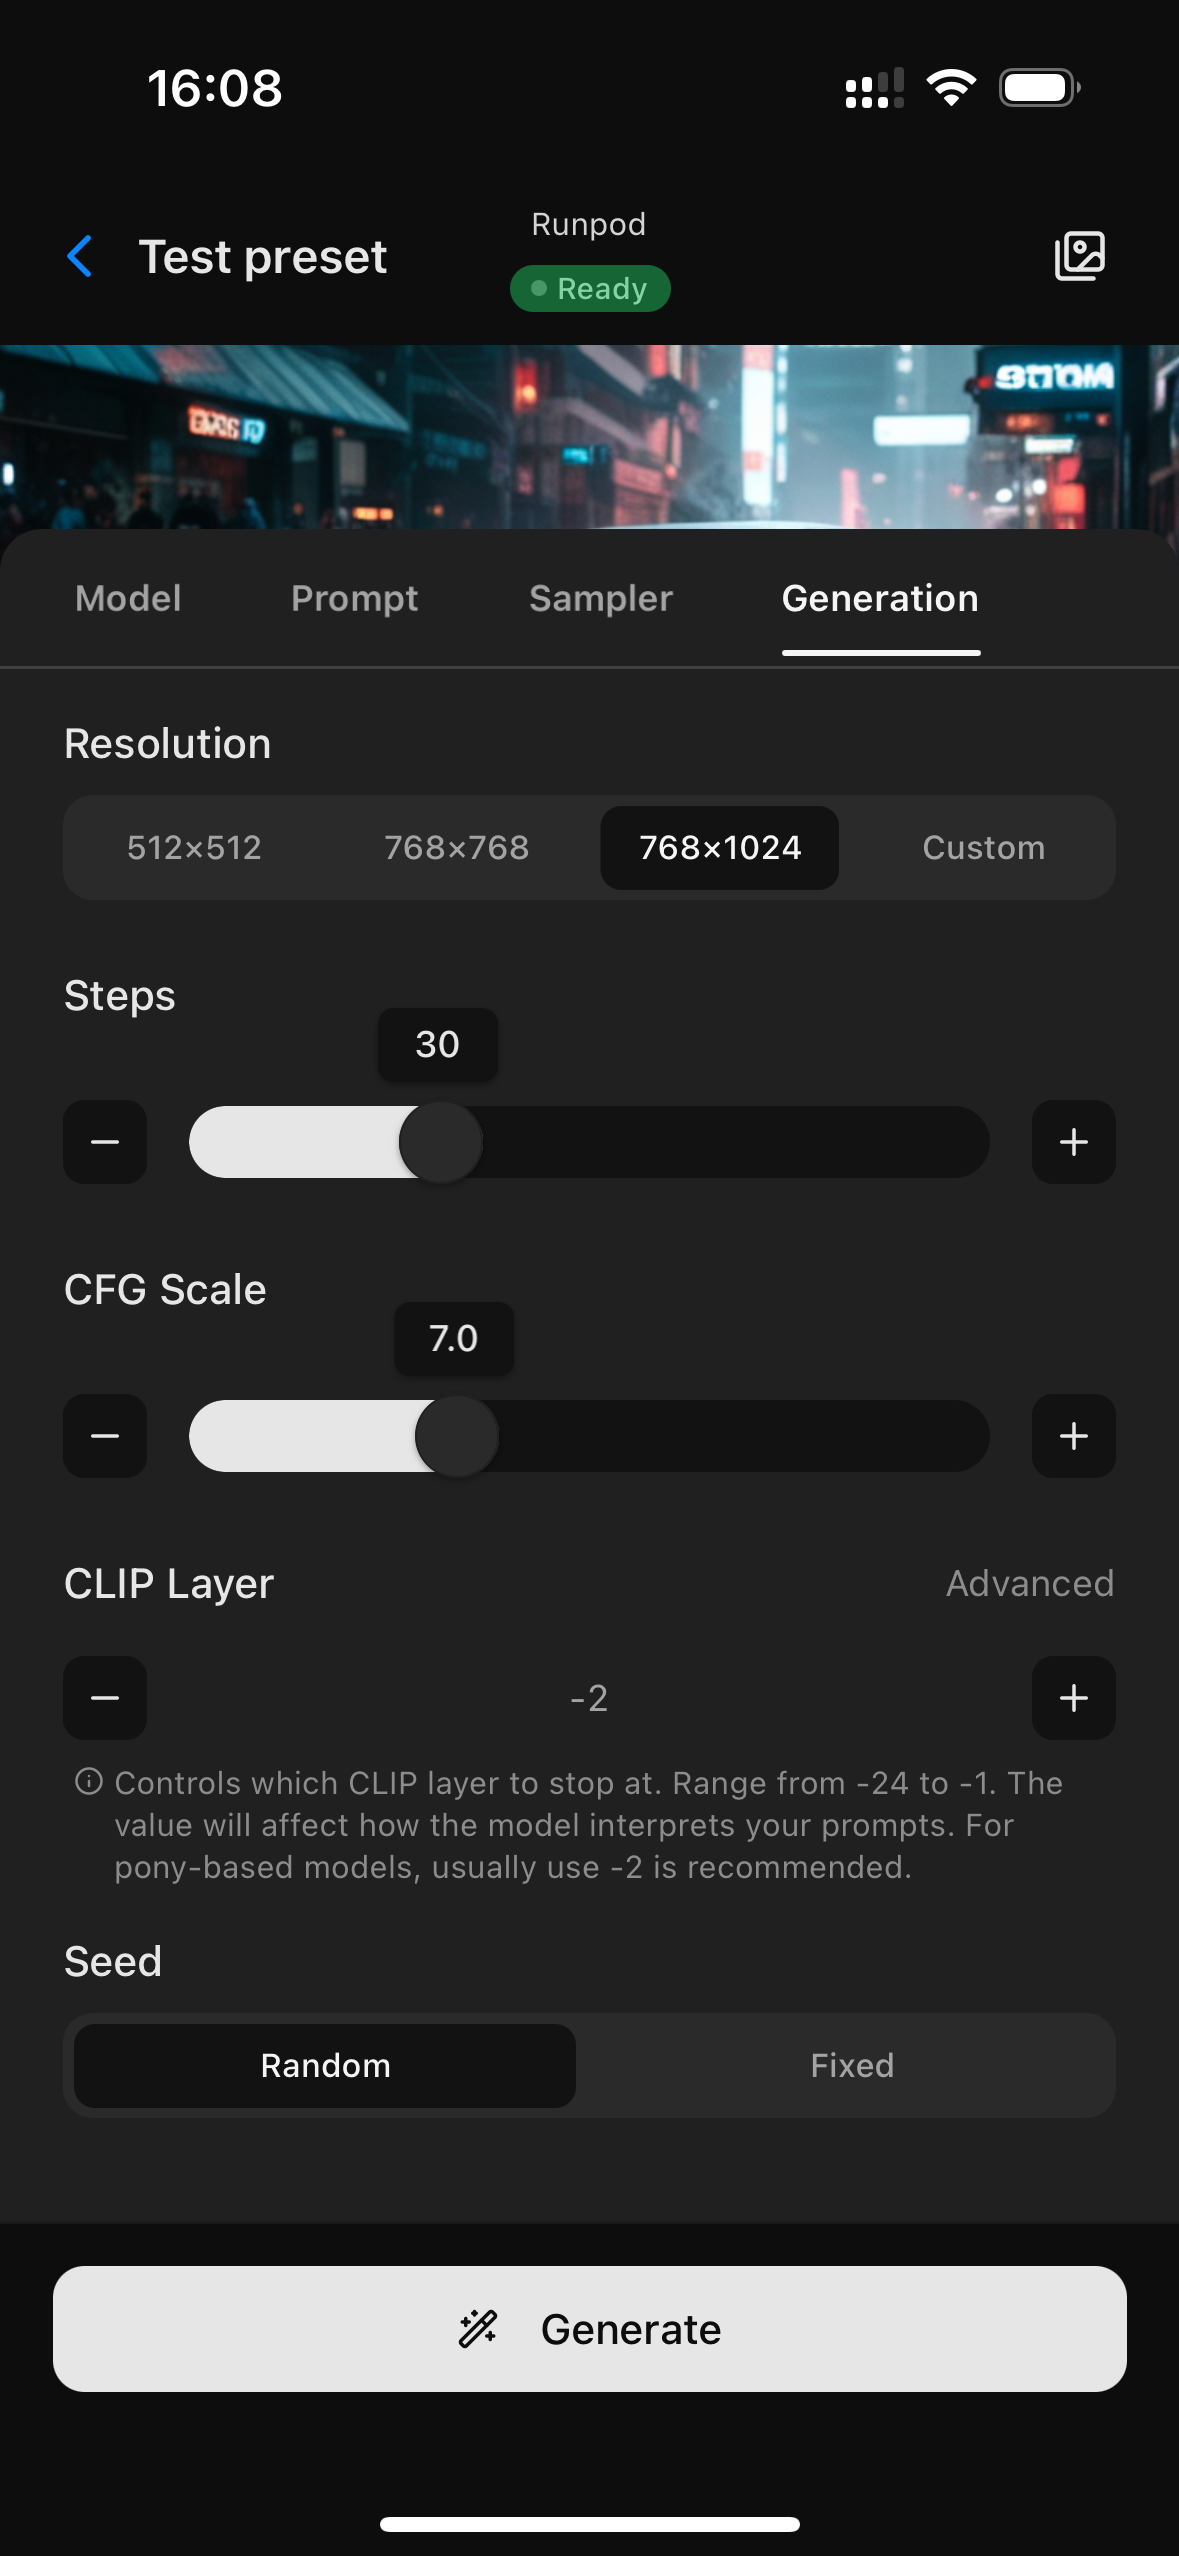 16:08
Runpod
Test preset
Ready
Model Prompt Sampler Generation
Resolution
512×512 768×768 768×1024 Custom
Steps
30
CFG Scale
7.0
CLIP Layer Advanced
-2
Controls which CLIP layer to stop at. Range from -24 to -1. The
value will affect how the model interprets your prompts. For
pony-based models, usually use -2 is recommended.
Seed
Random Fixed
Generate